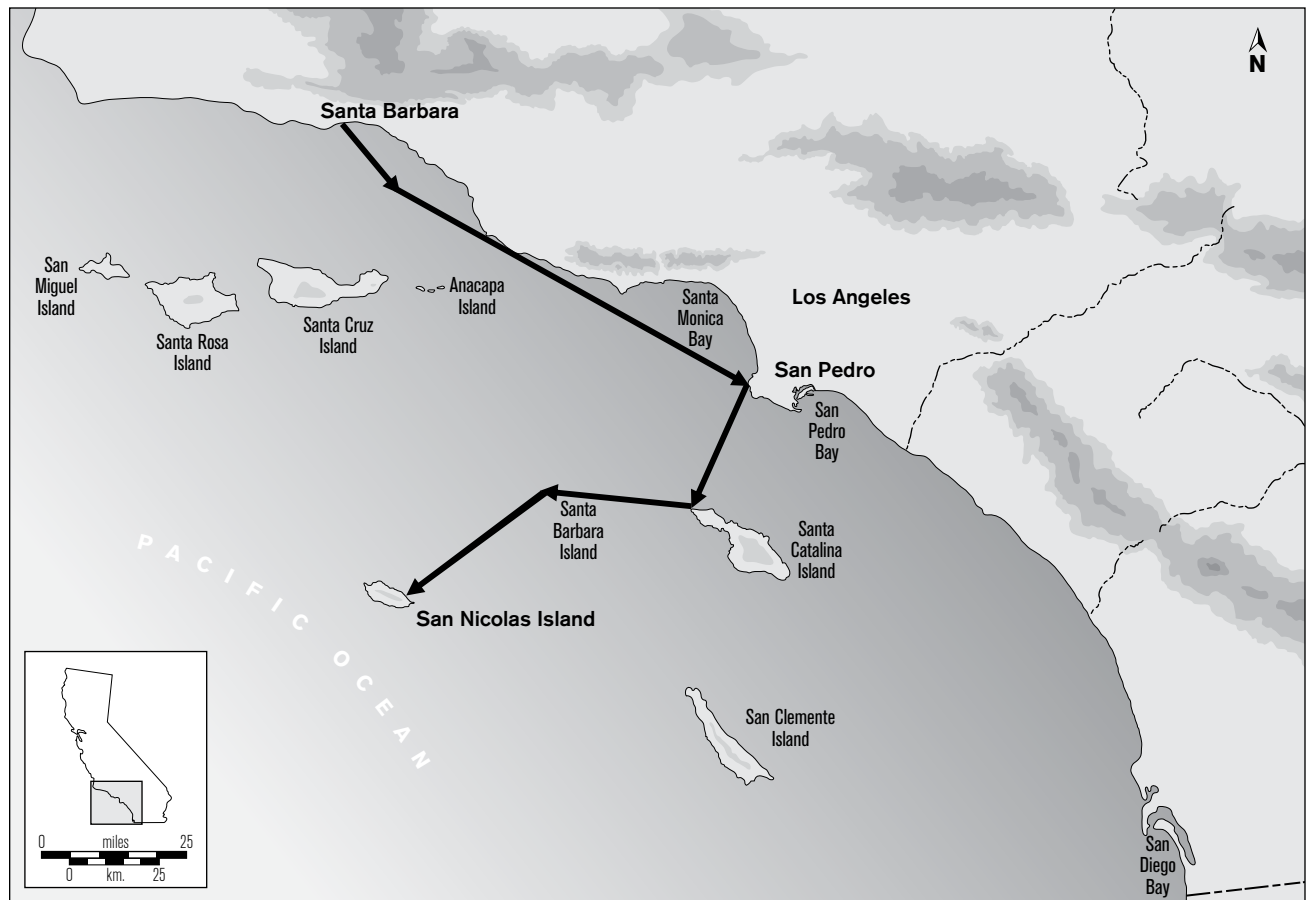 N
Santa Barbara
San
Miguel
Island
Santa Rosa
Island
Santa Cruz
Island
Anacapa
Island
Santa
Monica
Bay
Los Angeles
San Pedro
San
Pedro
Bay
Santa
Barbara
Island
Santa
Catalina
Island
San Nicolas Island
PACIFIC OCEAN
San Clemente
Island
San
Diego
Bay
0 miles 25
0 km. 25